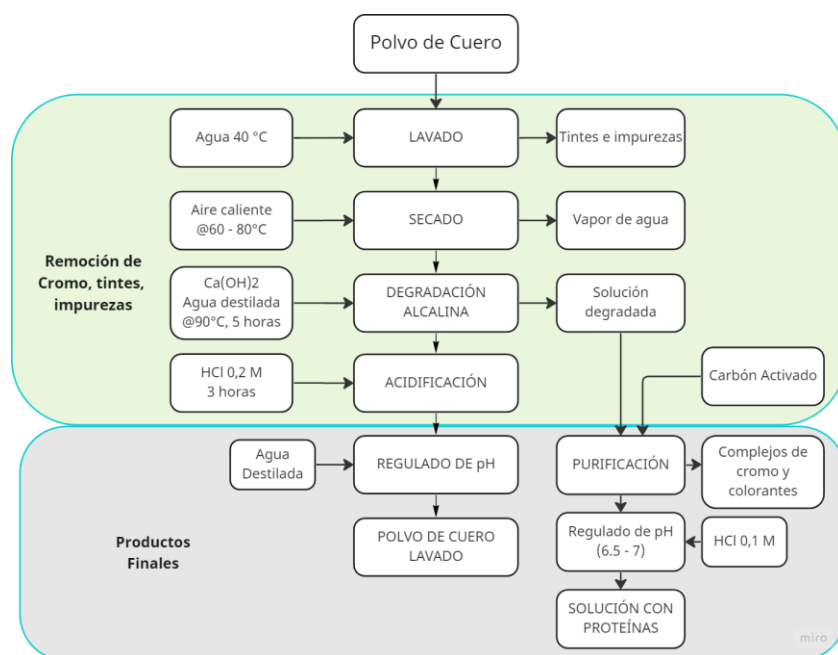 Polvo de Cuero
Agua 40 °C
LAVADO
Tintes e impurezas
Aire caliente
@60 - 80°C
SECADO
Vapor de agua
Remoción de
Cromo, tintes,
impurezas
Ca(OH)2
Agua destilada
@90°C, 5 horas
DEGRADACIÓN
ALCALINA
Solución
degradada
HCl 0,2 M
3 horas
ACIDIFICACIÓN
Carbón Activado
Agua
Destilada
REGULADO DE pH
PURIFICACIÓN
Complejos de
cromo y
colorantes
Productos
Finales
POLVO DE CUERO
LAVADO
Regulado de pH
(6.5 - 7)
HCl 0,1 M
SOLUCIÓN CON
PROTEÍNAS
miro